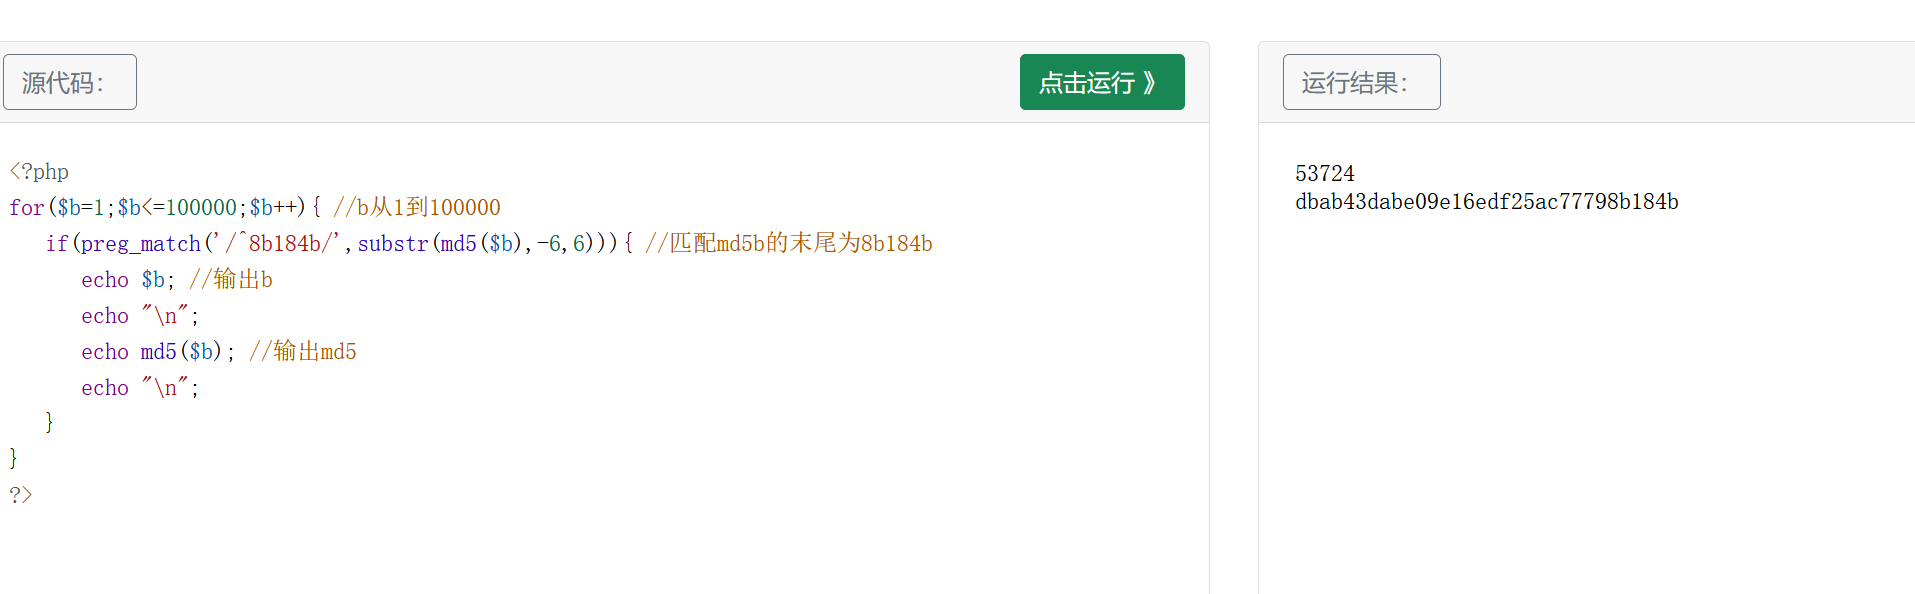 源代码：
点击运行 》
运行结果：
<?php
for($b=1;$b<=100000;$b++){ //b从1到100000
   if(preg_match('/^8b184b/',substr(md5($b),-6,6))){ //匹配md5b的末尾为8b184b
      echo $b; //输出b
      echo "\n";
      echo md5($b); //输出md5
      echo "\n";
   }
}
?>
53724
dbab43dabe09e16edf25ac77798b184b